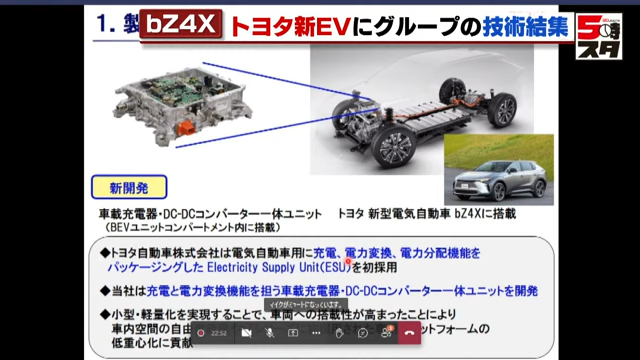 1. 製
bZ4X トヨタ新EVにグループの技術結集
5時スタ
新開発
車載充電器・DC-DCコンバーター一体ユニット
(BEVユニットコンパートメント内に搭載)
トヨタ 新型電気自動車 bZ4Xに搭載
◆トヨタ自動車株式会社は電気自動車用に充電、電力変換、電力分配機能を
パッケージングした Electricity Supply Unit(ESU)を初採用
◆当社は充電と電力変換機能を担う車載充電器・DC-DCコンバーター一体ユニットを開発
マイクがミュートになっています。
◆小型・軽量化を実現することで、車両への搭載性が高まったことにより
車内空間の自由
ットフォームの
低重心化に貢献
22:52
3